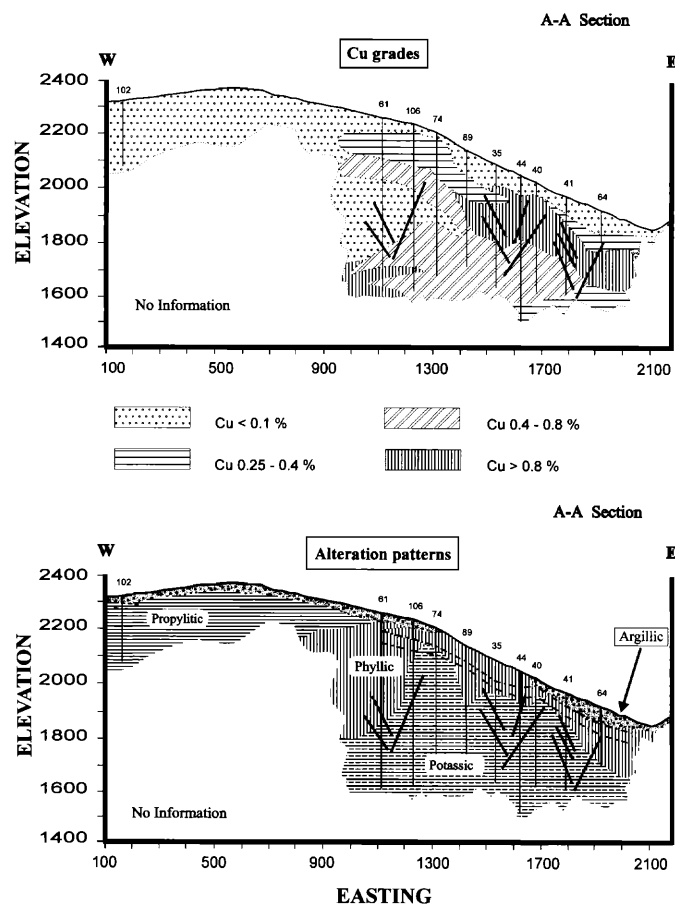 A-A Section
Cu grades
W
E
2400
2200
2000
1800
1600
1400
ELEVATION
102
61
106
74
89
35
44
40
41
64
No Information
100
500
900
1300
1700
2100
Cu < 0.1 %
Cu 0.4 - 0.8 %
Cu 0.25 - 0.4 %
Cu > 0.8 %
A-A Section
Alteration patterns
W
E
2400
2200
2000
1800
1600
1400
ELEVATION
102
61
106
74
89
35
44
40
41
64
Propylitic
Argillic
Phyllic
Potassic
No Information
100
500
900
1300
1700
2100
EASTING